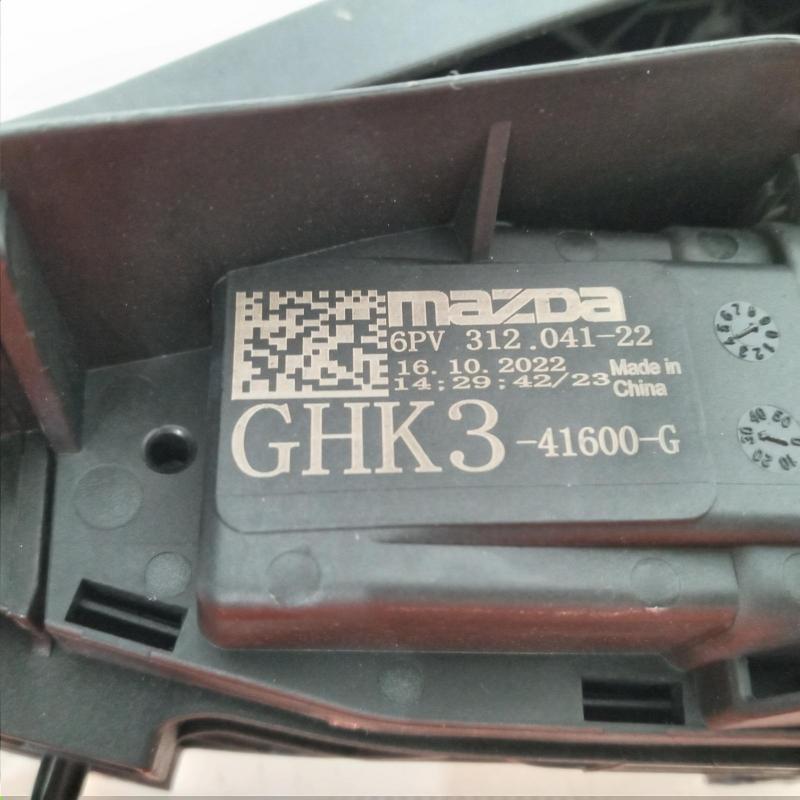 mazda
6PV 312.041-22
16.10.2022
14:29:42/23
Made in
China
GHK3-41600-G